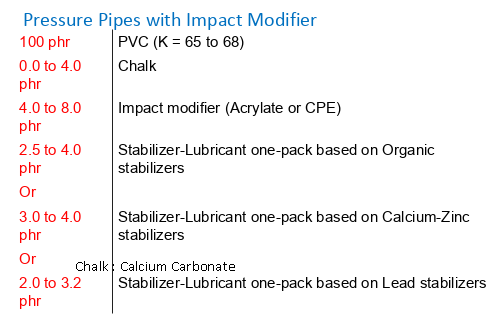 Pressure Pipes with Impact Modifier
100 phr PVC (K = 65 to 68)
0.0 to 4.0 Chalk
phr
4.0 to 8.0 Impact modifier (Acrylate or CPE)
phr
2.5 to 4.0 Stabilizer-Lubricant one-pack based on Organic
phr stabilizers
Or
3.0 to 4.0 Stabilizer-Lubricant one-pack based on Calcium-Zinc
phr stabilizers
Or
Chalk : Calcium Carbonate
2.0 to 3.2 Stabilizer-Lubricant one-pack based on Lead stabilizers
phr